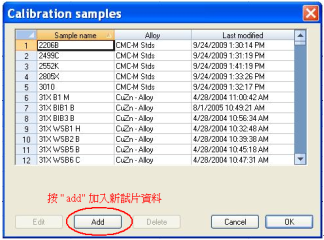 Calibration samples
Sample name Alloy Last modified
1 2206B CMC-M Stds 9/24/2009 1:30:14 PM
2 2499C CMC-M Stds 9/24/2009 1:31:19 PM
3 2552K CMC-M Stds 9/24/2009 1:41:19 PM
4 2805X CMC-M Stds 9/24/2009 1:33:26 PM
5 3010 CMC-M Stds 9/24/2009 1:32:17 PM
6 31X B1 M CuZn - Alloy 4/28/2004 11:00:42 AM
7 31X BIB1 B CuZn - Alloy 8/1/2005 10:49:21 AM
8 31X BIB3 B CuZn - Alloy 4/28/2004 10:56:34 AM
9 31X WSB1 H CuZn - Alloy 4/28/2004 10:32:48 AM
10 31X WSB2 B CuZn - Alloy 4/28/2004 10:39:38 AM
11 31X WSB5 B CuZn - Alloy 4/28/2004 10:45:18 AM
12 31X WSB6 C CuZn - Alloy 4/28/2004 10:47:31 AM
按 "add" 加入新試片資料
Edit Add Delete Cancel OK